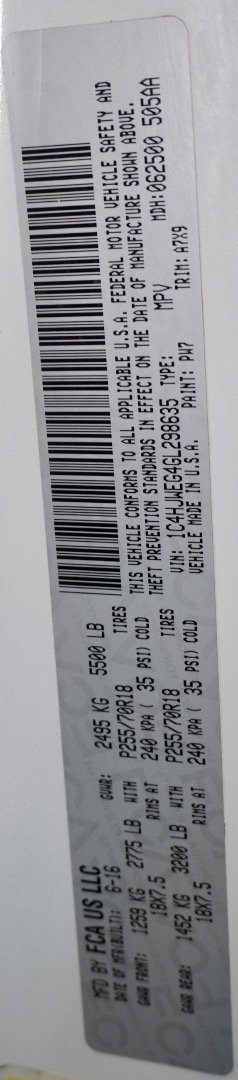 MFD BY FCA US LLC
DATE OF MFR(BUILT): 6-16 GVWR: 2495 KG 5500 LB
GAWR FRONT: WITH TIRES
1259 KG 2775 LB P255/70R18
RIMS AT
18X7.5 240 KPA ( 35 PSI) COLD
GAWR REAR: WITH TIRES
1452 KG 3200 LB P255/70R18
RIMS AT
18X7.5 240 KPA ( 35 PSI) COLD
THIS VEHICLE CONFORMS TO ALL APPLICABLE U.S.A. FEDERAL MOTOR VEHICLE SAFETY AND
THEFT PREVENTION STANDARDS IN EFFECT ON THE DATE OF MANUFACTURE SHOWN ABOVE.
VIN: 1C4HJWEG4GL298635 TYPE: MPV MDH: 062500 505AA
VEHICLE MADE IN U.S.A. PAINT: PW7 TRIM: A7X9